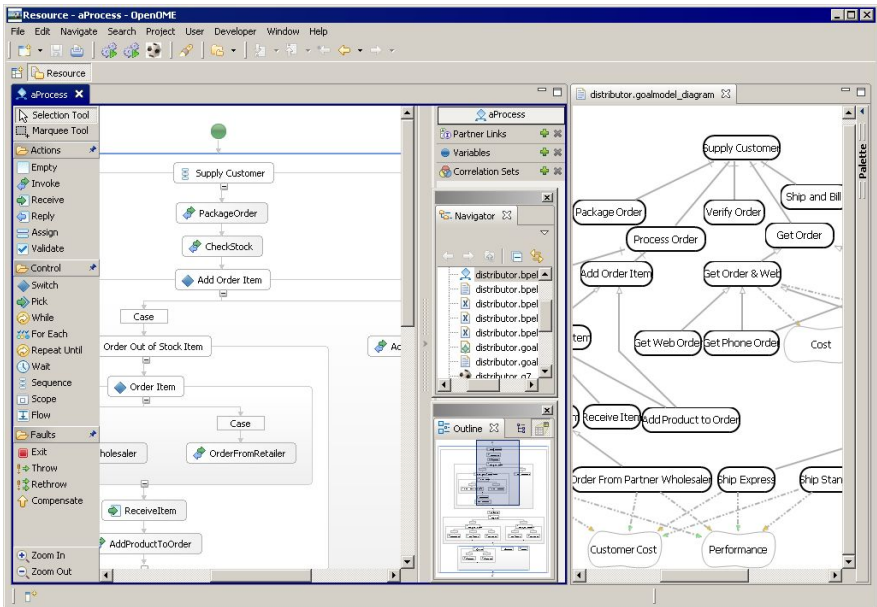 Resource - aProcess - OpenOME
File Edit Navigate Search Project User Developer Window Help
Resource
aProcess
Selection Tool
Marquee Tool
Actions
Empty
Invoke
Receive
Reply
Assign
Validate
Control
Switch
Pick
While
For Each
Repeat Until
Wait
Sequence
Scope
Flow
Faults
Exit
Throw
Rethrow
Compensate
Zoom In
Zoom Out
Supply Customer
PackageOrder
CheckStock
Add Order Item
Case
Order Out of Stock Item
Ac
Order Item
Case
holesaler
OrderFromRetailer
ReceiveItem
AddProductToOrder
aProcess
Partner Links
Variables
Correlation Sets
Navigator
distributor.bpel
distributor.bpel
distributor.bpel
distributor.bpel
distributor.goal
distributor.goal
distributor.q7
Outline
distributor.goalmodel_diagram
Palette
Supply Customer
Ship and Bill
Package Order
Verify Order
Process Order
Get Order
Add Order Item
Get Order & Web
tem
Get Web Order
Get Phone Order
Cost
Receive Item
Add Product to Order
Order From Partner Wholesaler
Ship Express
Ship Stan
Customer Cost
Performance